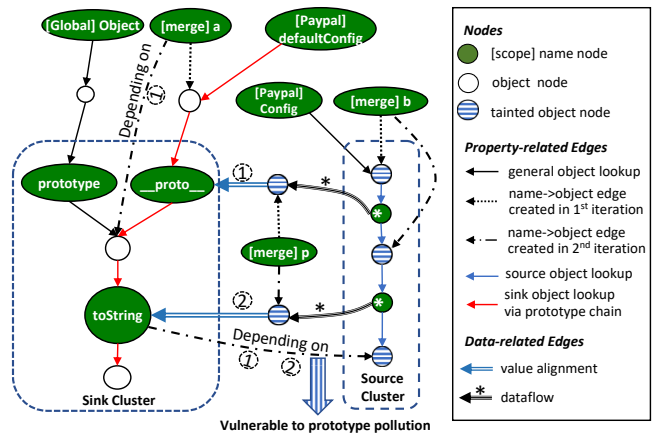 [Global] Object
[merge] a
[Paypal]
defaultConfig
Depending on
1
[Paypal]
Config
[merge] b
prototype
__proto__
1
*
*
[merge] p
toString
2
*
*
Depending on
1
2
Sink Cluster
Source
Cluster
Vulnerable to prototype pollution
Nodes
[scope] name node
object node
tainted object node
Property-related Edges
general object lookup
name->object edge
created in 1st iteration
name->object edge
created in 2nd iteration
source object lookup
sink object lookup
via prototype chain
Data-related Edges
value alignment
*
dataflow